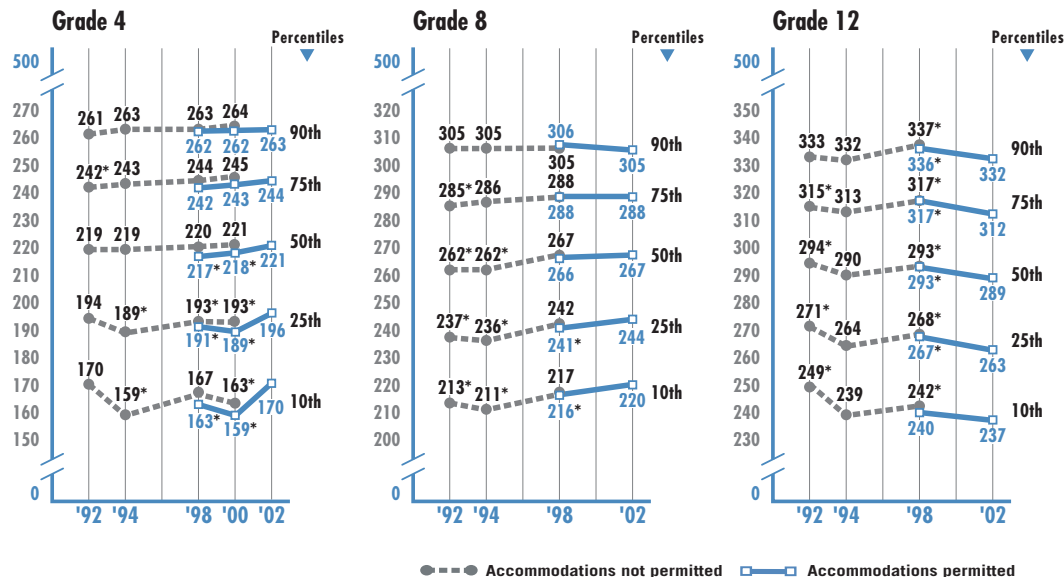 Grade 4
Percentiles
500
270
260
250
240
230
220
210
200
190
180
170
160
150
0
261 263 263 264
262 262 263
90th
242* 243 244 245
242 243 244
75th
219 219 220 221
217* 218* 221
50th
194 189* 193* 193*
191* 189* 196
25th
170 159* 167 163*
163* 159* 170
10th
'92 '94 '98 '00 '02
Grade 8
Percentiles
500
320
310
300
290
280
270
260
250
240
230
220
210
200
0
305 305 306
305 305
90th
285* 286 288
288 288
75th
262* 262* 267
266 267
50th
237* 236* 242
241* 244
25th
213* 211* 217
216* 220
10th
'92 '94 '98 '02
Grade 12
Percentiles
500
350
340
330
320
310
300
290
280
270
260
250
240
230
0
333 332 337*
336* 332
90th
315* 313 317*
317* 312
75th
294* 290 293*
293* 289
50th
271* 264 268*
267* 263
25th
249* 239 242*
240 237
10th
'92 '94 '98 '02
Accommodations not permitted Accommodations permitted